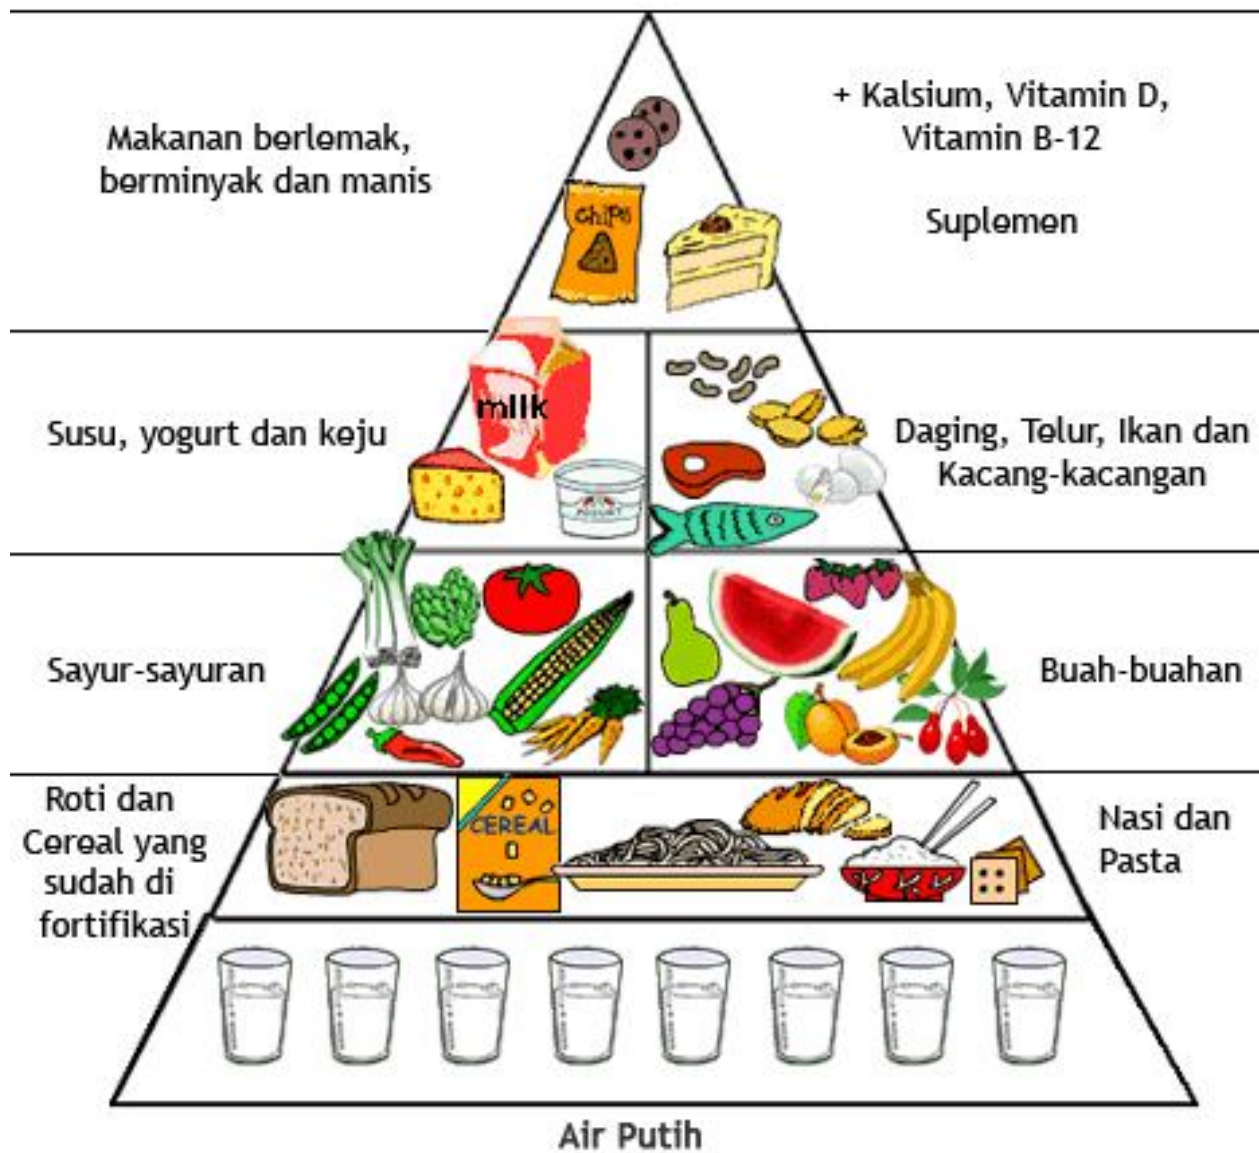 Makanan berlemak,
berminyak dan manis
+ Kalsium, Vitamin D,
Vitamin B-12
Suplemen
chips
milk
Susu, yogurt dan keju
YOGURT
Daging, Telur, Ikan dan
Kacang-kacangan
Sayur-sayuran
Buah-buahan
Roti dan
Cereal yang
sudah di
fortifikasi
CEREAL
Nasi dan
Pasta
Air Putih